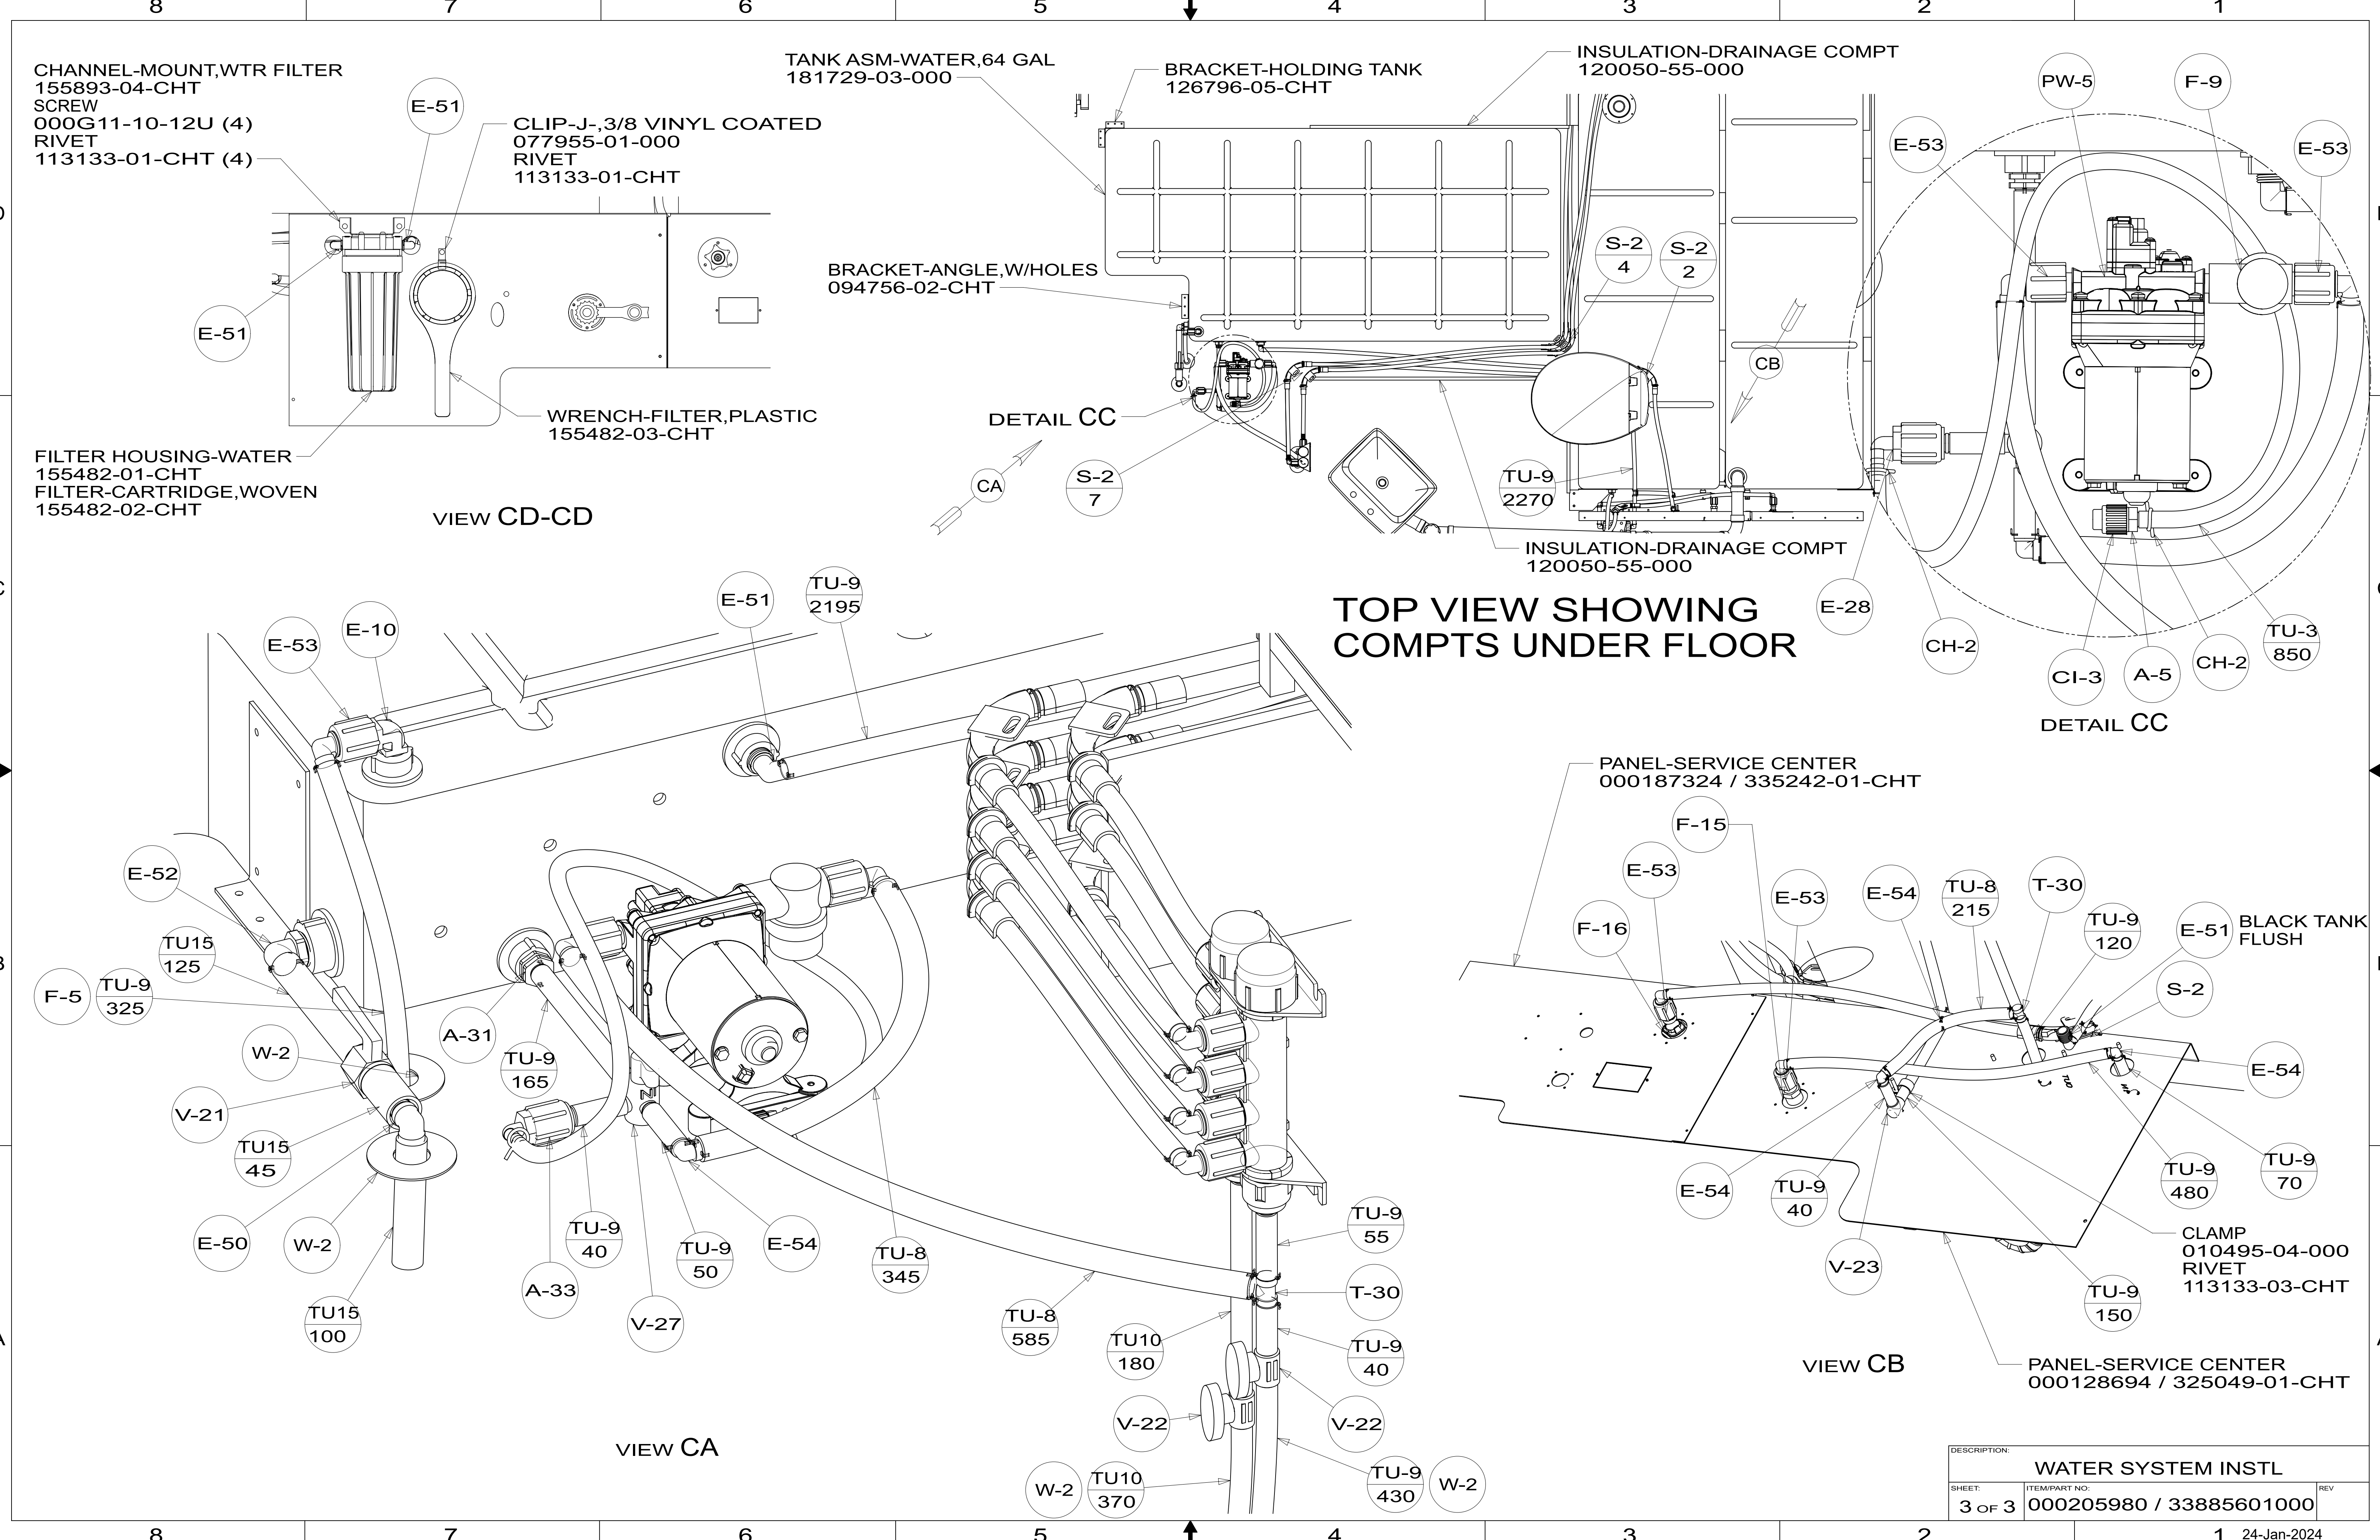 8 7 6 5 4 3 2 1
CHANNEL-MOUNT,WTR FILTER
155893-04-CHT
SCREW
000G11-10-12U (4)
RIVET
113133-01-CHT (4)
E-51
CLIP-J-,3/8 VINYL COATED
077955-01-000
RIVET
113133-01-CHT
E-51
WRENCH-FILTER,PLASTIC
155482-03-CHT
FILTER HOUSING-WATER
155482-01-CHT
FILTER-CARTRIDGE,WOVEN
155482-02-CHT
VIEW CD-CD
TANK ASM-WATER,64 GAL
181729-03-000
BRACKET-HOLDING TANK
126796-05-CHT
INSULATION-DRAINAGE COMPT
120050-55-000
BRACKET-ANGLE,W/HOLES
094756-02-CHT
S-2
4
S-2
2
CB
DETAIL CC
CA
S-2
7
TU-9
2270
INSULATION-DRAINAGE COMPT
120050-55-000
TOP VIEW SHOWING
COMPTS UNDER FLOOR
PW-5
F-9
E-53
E-53
E-28
CH-2
CI-3
A-5
CH-2
TU-3
850
DETAIL CC
E-53
E-10
E-51
TU-9
2195
E-52
TU15
125
F-5
TU-9
325
A-31
W-2
TU-9
165
V-21
TU15
45
E-50
W-2
TU15
100
A-33
TU-9
40
V-27
TU-9
50
E-54
TU-8
345
TU-8
585
TU-9
55
T-30
TU10
180
TU-9
40
V-22
V-22
W-2
TU10
370
TU-9
430
W-2
VIEW CA
PANEL-SERVICE CENTER
000187324 / 335242-01-CHT
F-15
E-53
F-16
E-53
E-54
TU-8
215
T-30
TU-9
120
E-51
BLACK TANK
FLUSH
S-2
E-54
TU-9
70
TU-9
480
E-54
TU-9
40
V-23
TU-9
150
CLAMP
010495-04-000
RIVET
113133-03-CHT
VIEW CB
PANEL-SERVICE CENTER
000128694 / 325049-01-CHT
DESCRIPTION:
WATER SYSTEM INSTL
SHEET:
3 OF 3
ITEM/PART NO:
000205980 / 33885601000
REV
8 7 6 5 4 3 2 1
24-Jan-2024